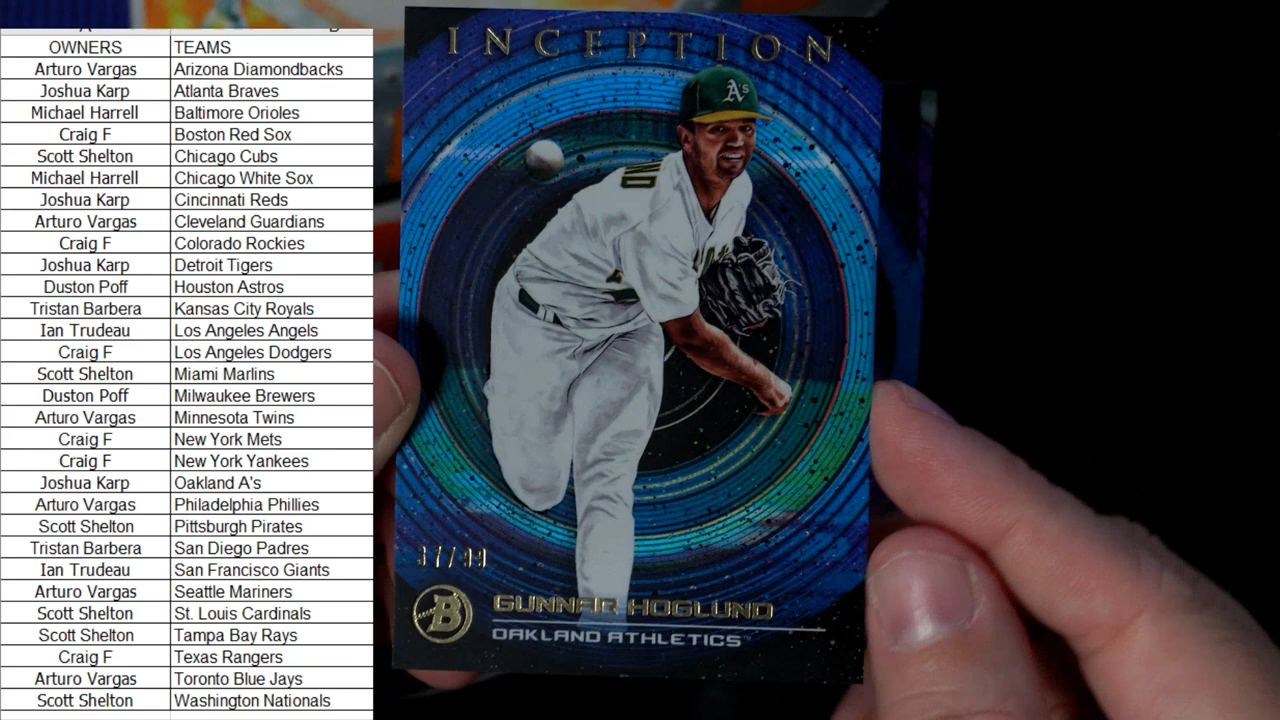 OWNERS TEAMS
Arturo Vargas Arizona Diamondbacks
Joshua Karp Atlanta Braves
Michael Harrell Baltimore Orioles
Craig F Boston Red Sox
Scott Shelton Chicago Cubs
Michael Harrell Chicago White Sox
Joshua Karp Cincinnati Reds
Arturo Vargas Cleveland Guardians
Craig F Colorado Rockies
Joshua Karp Detroit Tigers
Duston Poff Houston Astros
Tristan Barbera Kansas City Royals
Ian Trudeau Los Angeles Angels
Craig F Los Angeles Dodgers
Scott Shelton Miami Marlins
Duston Poff Milwaukee Brewers
Arturo Vargas Minnesota Twins
Craig F New York Mets
Craig F New York Yankees
Joshua Karp Oakland A's
Arturo Vargas Philadelphia Phillies
Scott Shelton Pittsburgh Pirates
Tristan Barbera San Diego Padres
Ian Trudeau San Francisco Giants
Arturo Vargas Seattle Mariners
Scott Shelton St. Louis Cardinals
Scott Shelton Tampa Bay Rays
Craig F Texas Rangers
Arturo Vargas Toronto Blue Jays
Scott Shelton Washington Nationals
INCEPTION
A's
37/99
B
GUNNAR HOGLUND
OAKLAND ATHLETICS